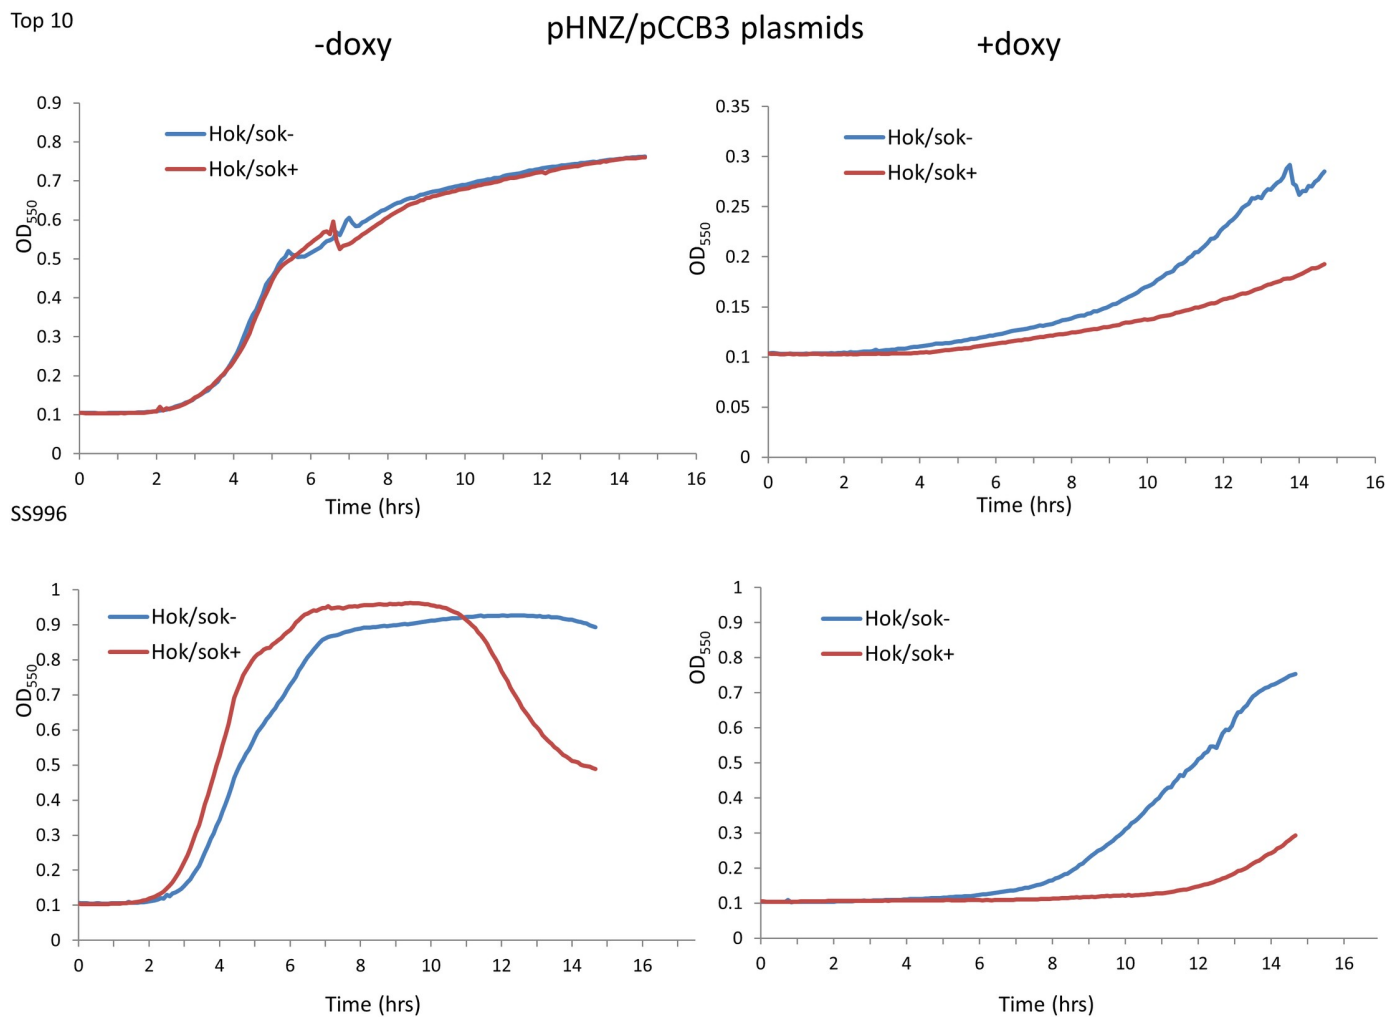 Top 10
pHNZ/pCCB3 plasmids
-doxy
+doxy
0.9
0.8
0.7
0.6
0.5
0.4
0.3
0.2
0.1
0
OD550
Hok/sok-
Hok/sok+
0 2 4 6 8 10 12 14 16
Time (hrs)
0.35
0.3
0.25
0.2
0.15
0.1
0.05
0
OD550
Hok/sok-
Hok/sok+
0 2 4 6 8 10 12 14 16
Time (hrs)
SS996
1
0.9
0.8
0.7
0.6
0.5
0.4
0.3
0.2
0.1
0
OD550
Hok/sok-
Hok/sok+
0 2 4 6 8 10 12 14 16
Time (hrs)
1
0.9
0.8
0.7
0.6
0.5
0.4
0.3
0.2
0.1
0
OD550
Hok/sok-
Hok/sok+
0 2 4 6 8 10 12 14 16
Time (hrs)